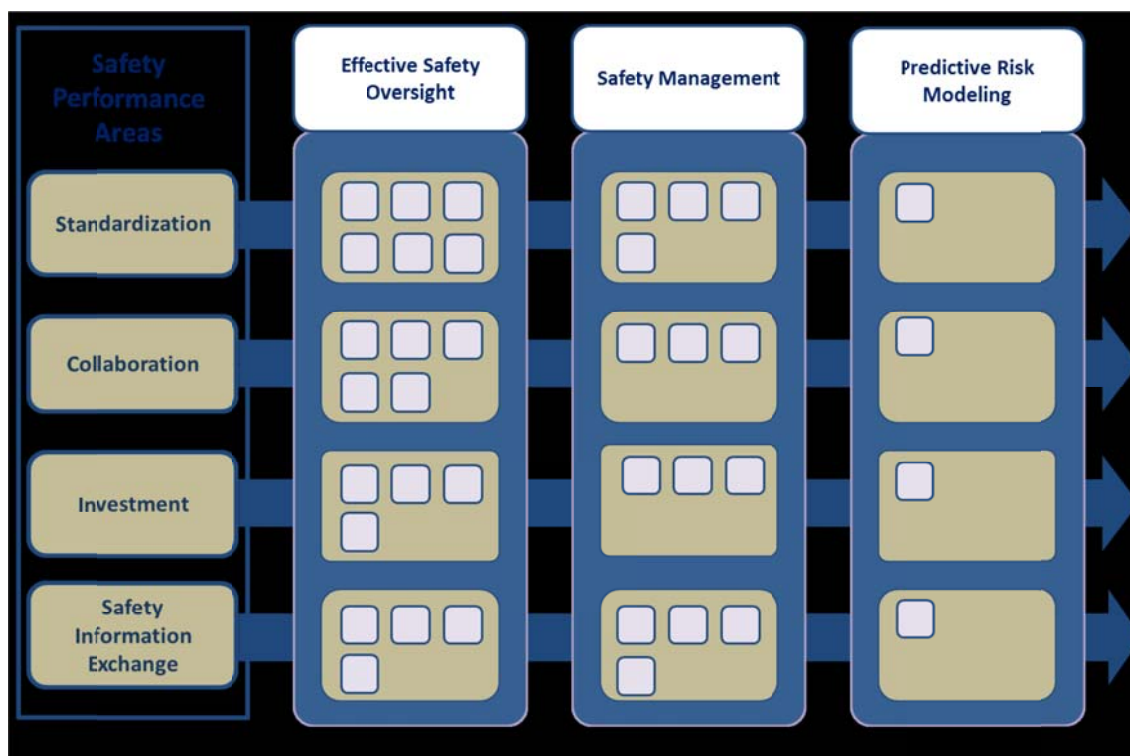 Safety
Performance
Areas
Effective Safety
Oversight
Safety Management
Predictive Risk
Modeling
Standardization
Collaboration
Investment
Safety
Information
Exchange